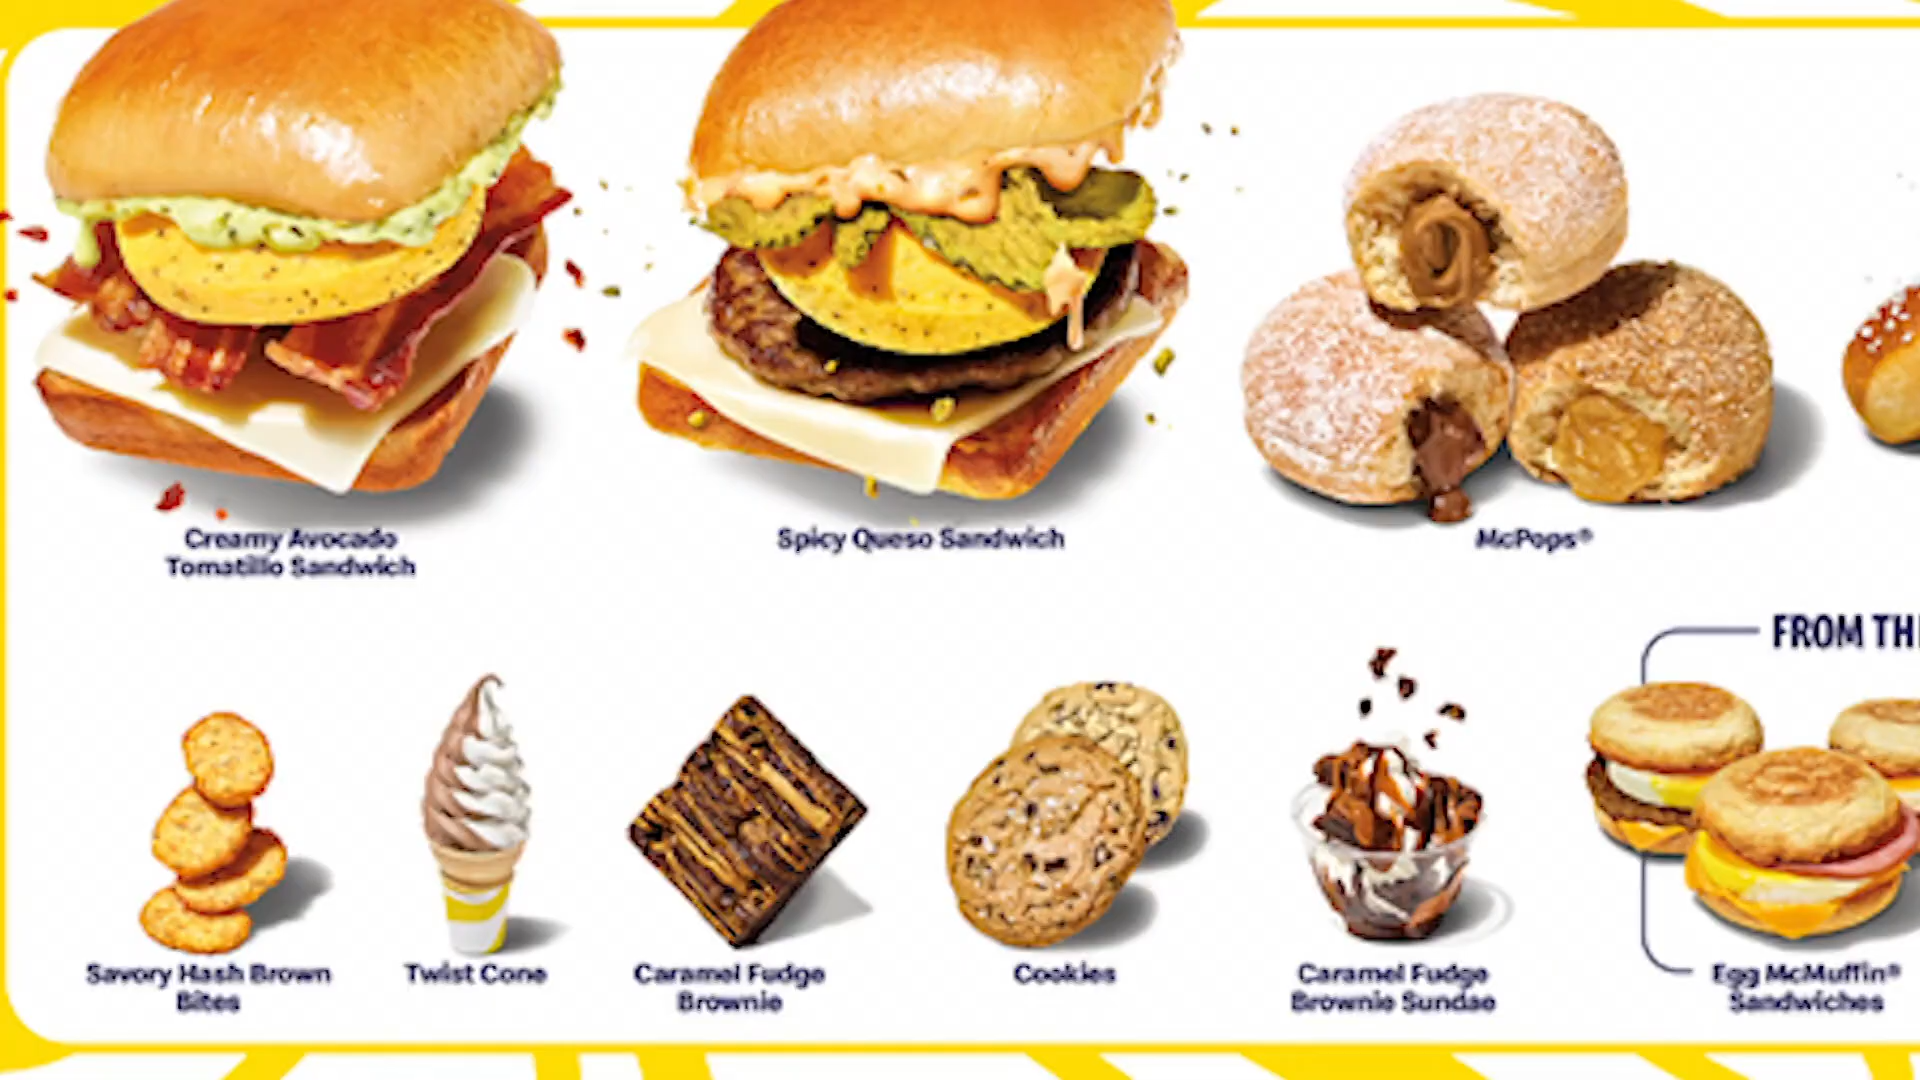 Creamy Avocado
Tomatillo Sandwich
Spicy Queso Sandwich
McPops®
FROM TH
Savory Hash Brown
Bites
Twist Cone
Caramel Fudge
Brownie
Cookies
Caramel Fudge
Brownie Sundae
Egg McMuffin®
Sandwiches